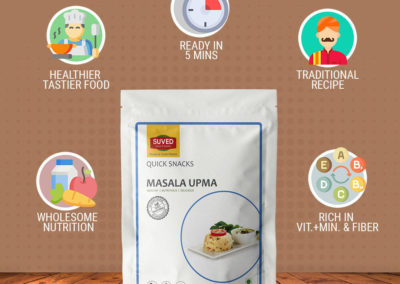 READY IN
5 MINS
HEALTHIER
TASTIER FOOD
TRADITIONAL
RECIPE
SUVED
QUICK SNACKS
MASALA UPMA
WHOLESOME
NUTRITION
E
A
B
C
D
RICH IN
VIT.+MIN. & FIBER